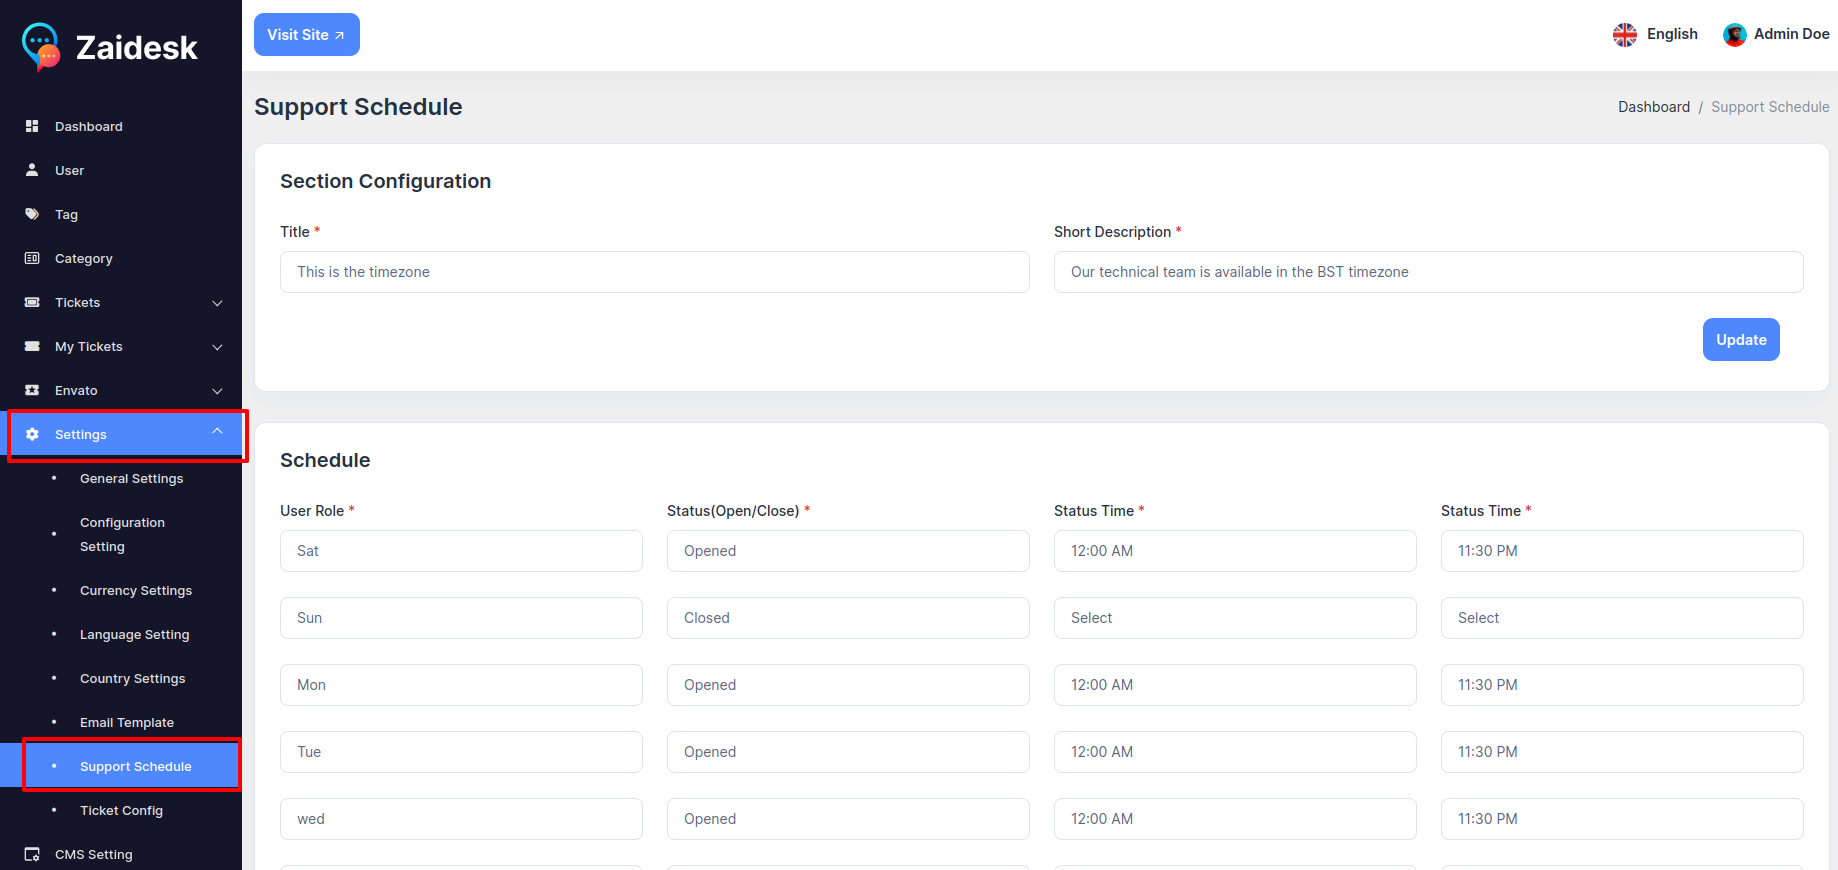 Zaidesk
Visit Site
English
Admin Doe
Dashboard
User
Tag
Category
Tickets
My Tickets
Envato
Settings
General Settings
Configuration
Setting
Currency Settings
Language Setting
Country Settings
Email Template
Support Schedule
Ticket Config
CMS Setting
Support Schedule
Dashboard / Support Schedule
Section Configuration
Title *
Short Description *
This is the timezone
Our technical team is available in the BST timezone
Update
Schedule
User Role *
Status(Open/Close) *
Status Time *
Status Time *
Sat
Opened
12:00 AM
11:30 PM
Sun
Closed
Select
Select
Mon
Opened
12:00 AM
11:30 PM
Tue
Opened
12:00 AM
11:30 PM
wed
Opened
12:00 AM
11:30 PM